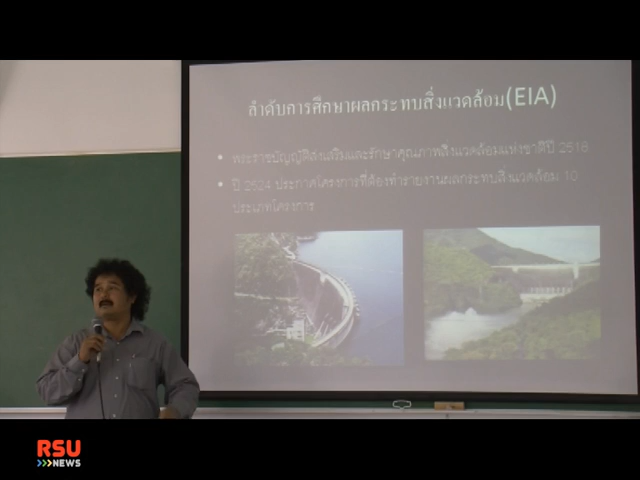 ลำดับการศึกษาผลกระทบสิ่งแวดล้อม(EIA)
• พระราชบัญญัติส่งเสริมและรักษาคุณภาพสิ่งแวดล้อมแห่งชาติปี 2518
• ปี 2524 ประกาศโครงการที่ต้องทำรายงานผลกระทบสิ่งแวดล้อม 10
ประเภทโครงการ
RSU
NEWS